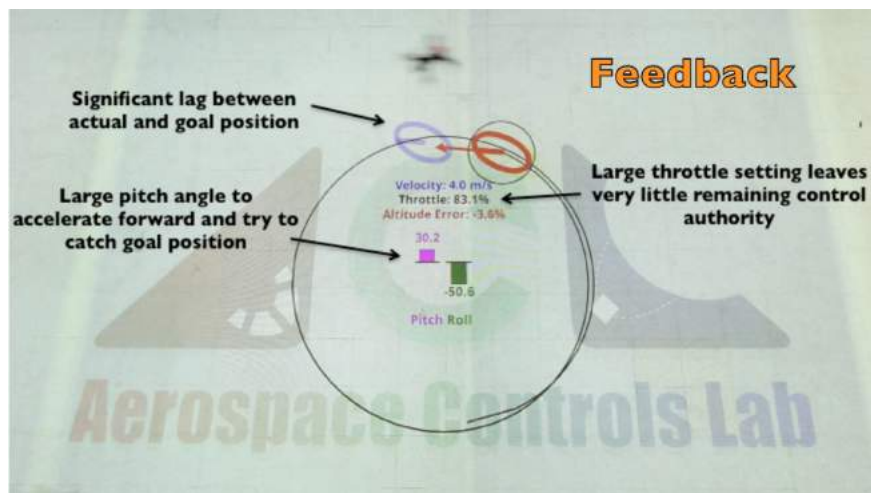 Feedback
Significant lag between
actual and goal position
Large pitch angle to
accelerate forward and try to
catch goal position
Velocity: 4.0 m/s
Throttle: 83.1%
Altitude Error: -3.6%
30.2
-50.6
Pitch Roll
Large throttle setting leaves
very little remaining control
authority
Aerospace Controls Lab